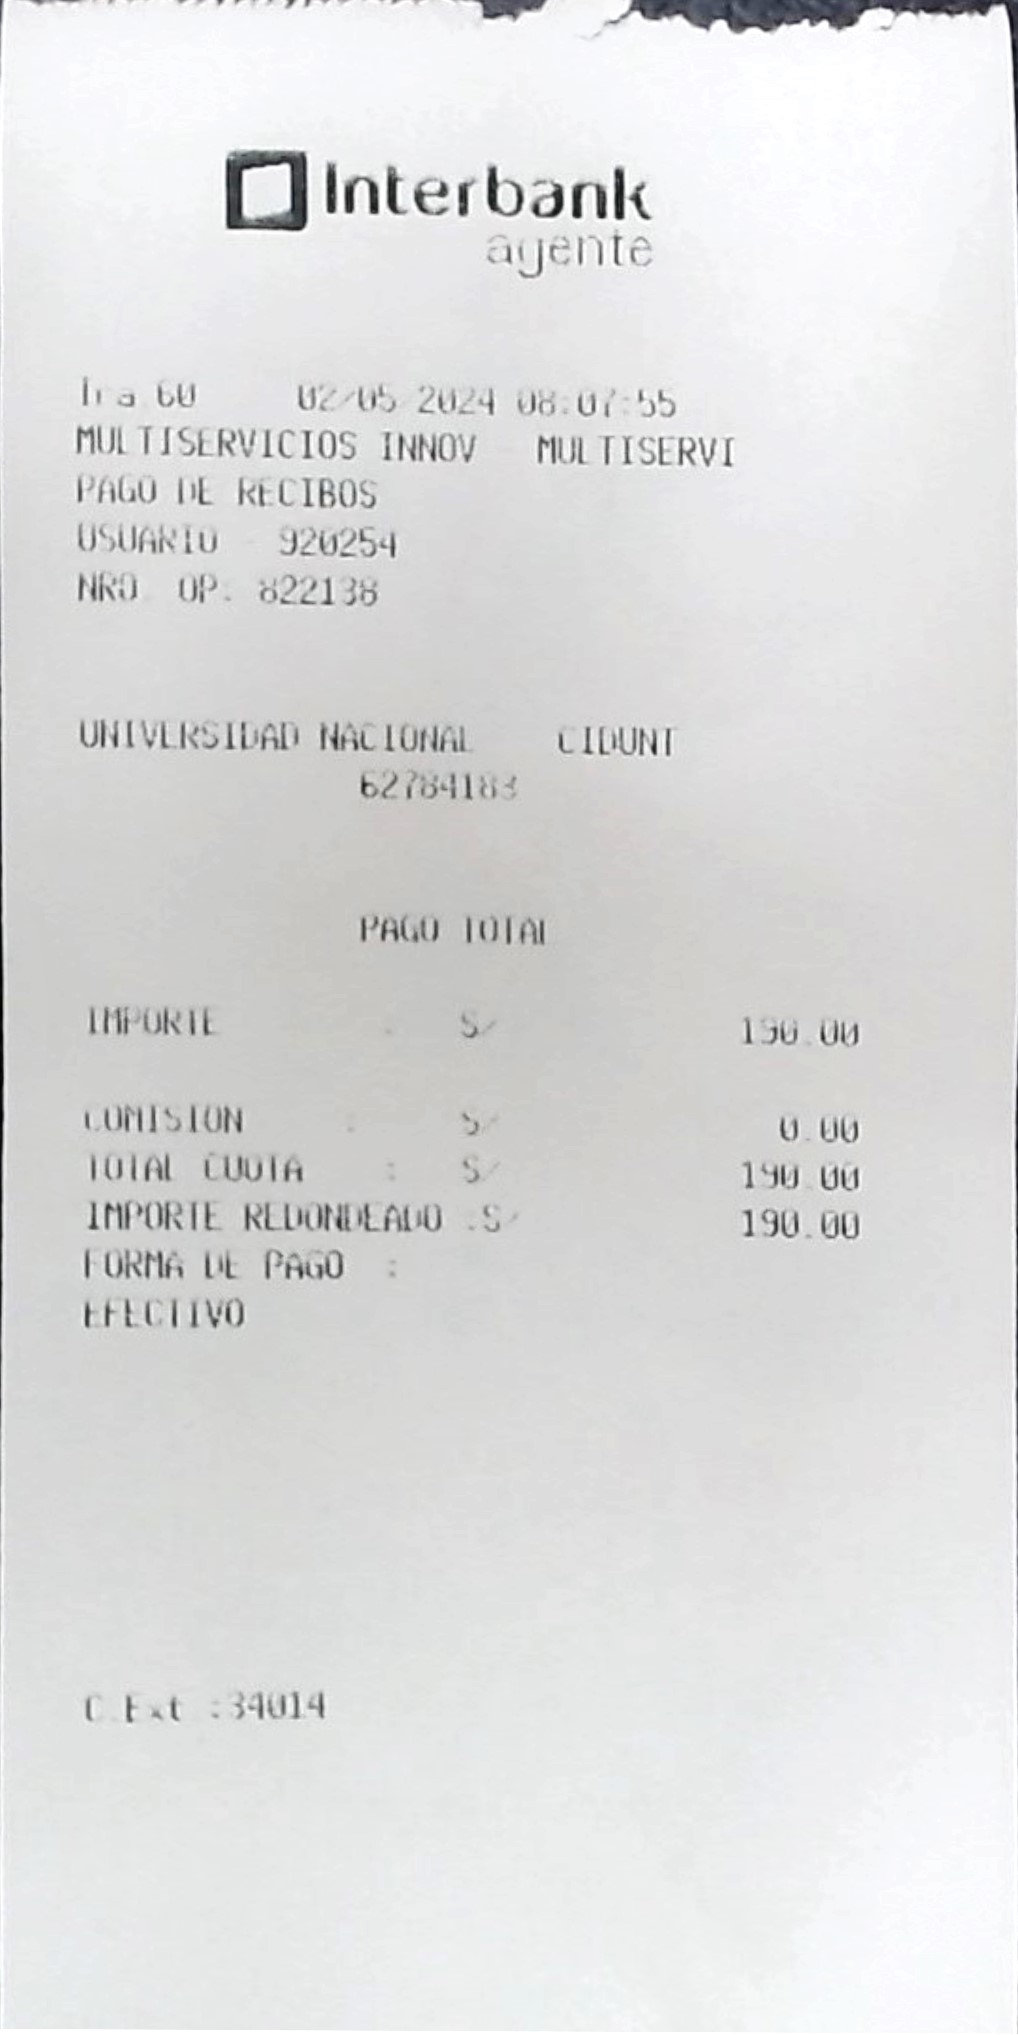 Interbank
agente
Tra 60 02/05/2024 08:07:55
MULTISERVICIOS INNOV - MULTISERVI
PAGO DE RECIBOS
USUARIO - 920254
NRO. OP. 822138
UNIVERSIDAD NACIONAL CIDUNT
62784183
PAGO TOTAL
IMPORTE : S/ 190.00
COMISION : S/ 0.00
TOTAL CUOTA : S/ 190.00
IMPORTE REDONDEADO :S/ 190.00
FORMA DE PAGO :
EFECTIVO
C.Ext :34014